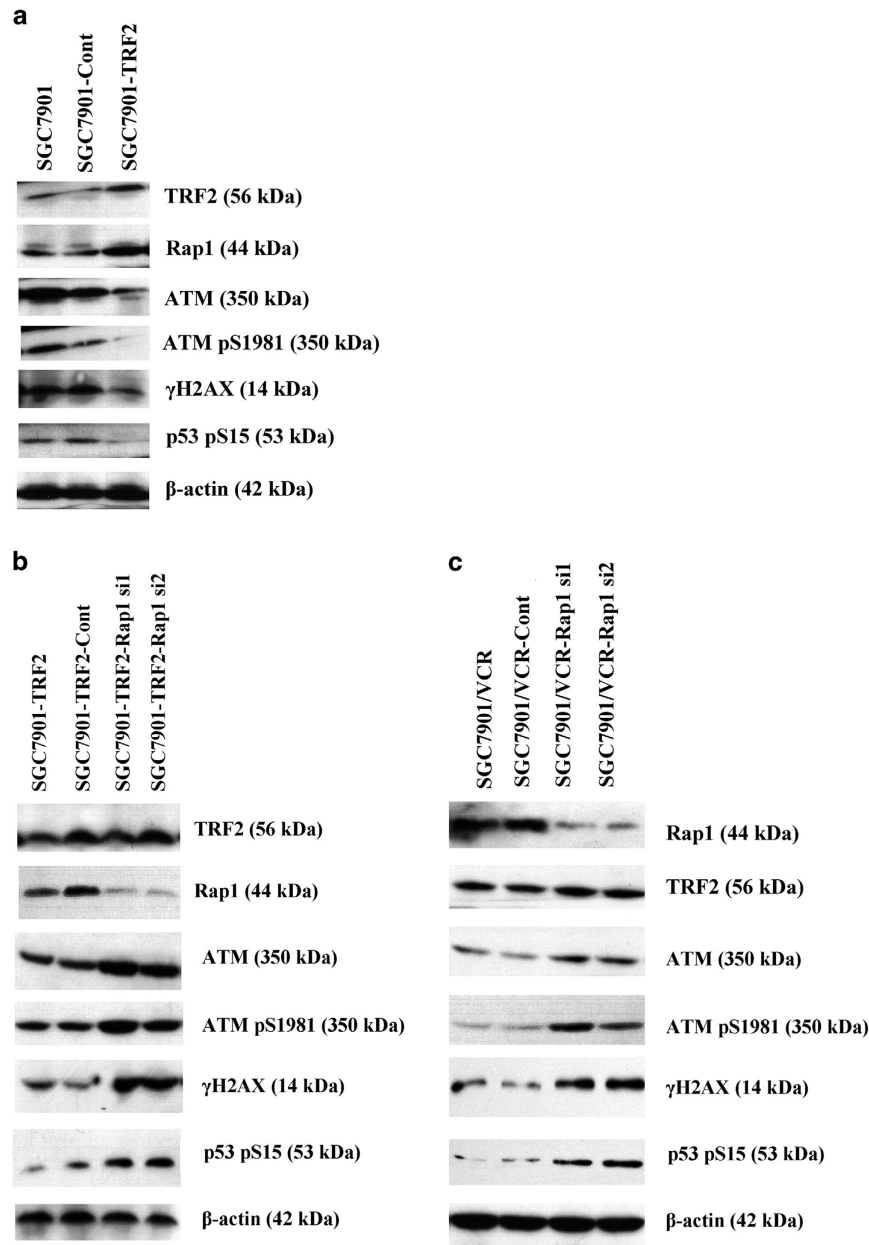 a
SGC7901
SGC7901-Cont
SGC7901-TRF2
TRF2 (56 kDa)
Rap1 (44 kDa)
ATM (350 kDa)
ATM pS1981 (350 kDa)
γH2AX (14 kDa)
p53 pS15 (53 kDa)
β-actin (42 kDa)
b
SGC7901-TRF2
SGC7901-TRF2-Cont
SGC7901-TRF2-Rap1 si1
SGC7901-TRF2-Rap1 si2
TRF2 (56 kDa)
Rap1 (44 kDa)
ATM (350 kDa)
ATM pS1981 (350 kDa)
γH2AX (14 kDa)
p53 pS15 (53 kDa)
β-actin (42 kDa)
c
SGC7901/VCR
SGC7901/VCR-Cont
SGC7901/VCR-Rap1 si1
SGC7901/VCR-Rap1 si2
Rap1 (44 kDa)
TRF2 (56 kDa)
ATM (350 kDa)
ATM pS1981 (350 kDa)
γH2AX (14 kDa)
p53 pS15 (53 kDa)
β-actin (42 kDa)